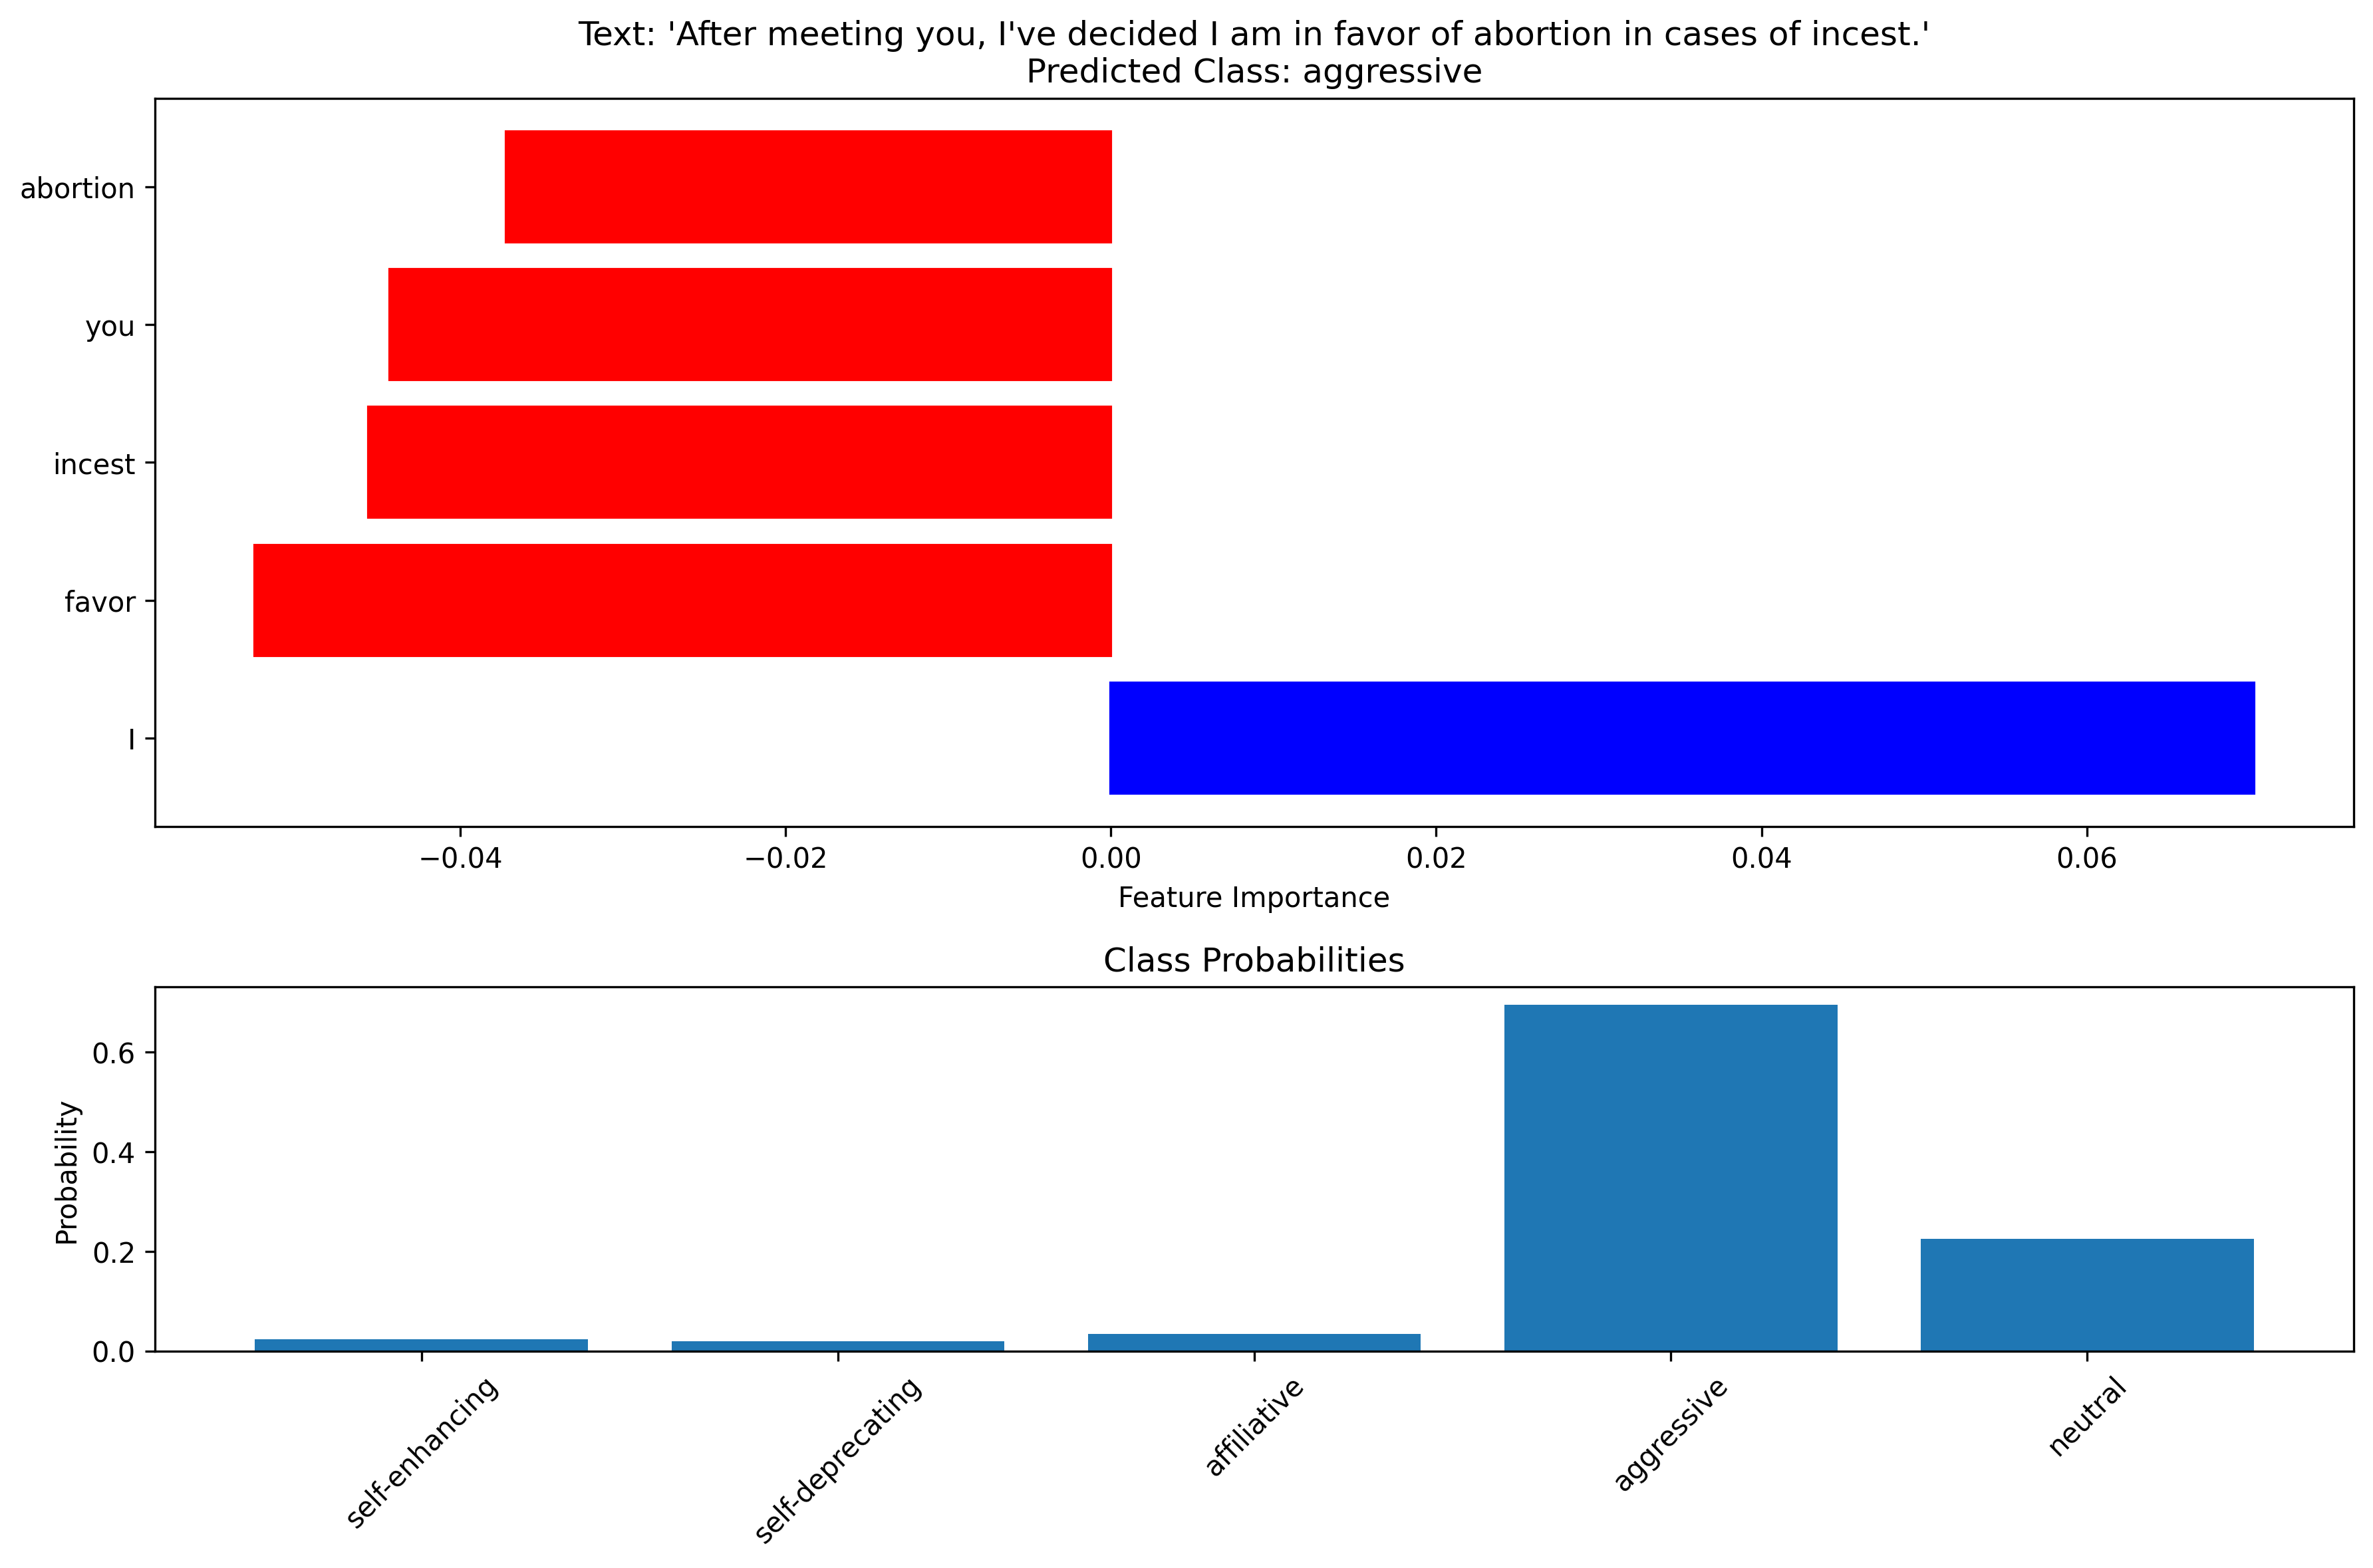 Text: 'After meeting you, I've decided I am in favor of abortion in cases of incest.'
Predicted Class: aggressive
abortion
you
incest
favor
I
−0.04
−0.02
0.00
0.02
0.04
0.06
Feature Importance
Class Probabilities
Probability
0.6
0.4
0.2
0.0
self-enhancing
self-deprecating
affiliative
aggressive
neutral